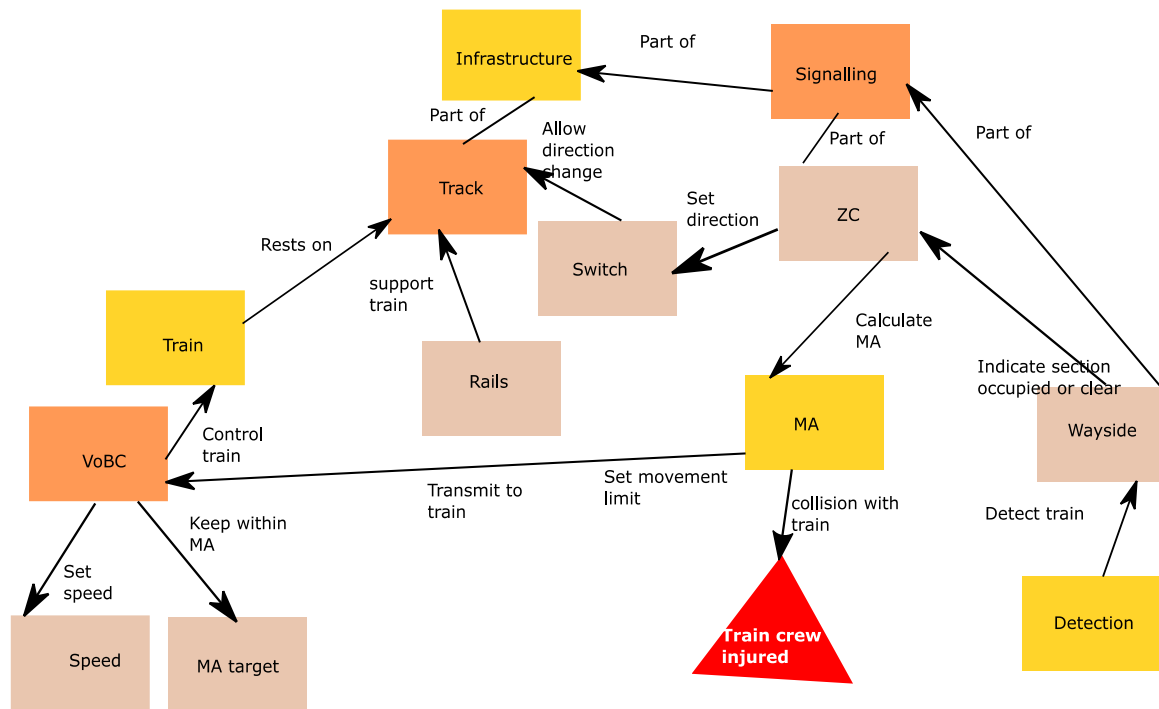 Infrastructure
Part of
Signalling
Part of
Allow
direction
change
Part of
Part of
Track
Set
direction
ZC
Rests on
Switch
support
train
Train
Rails
Calculate
MA
Indicate section
occupied or clear
MA
Wayside
VoBC
Control
train
Transmit to
train
Set movement
limit
collision with
train
Detect train
Keep within
MA
Set
speed
Speed
MA target
Train crew
injured
Detection